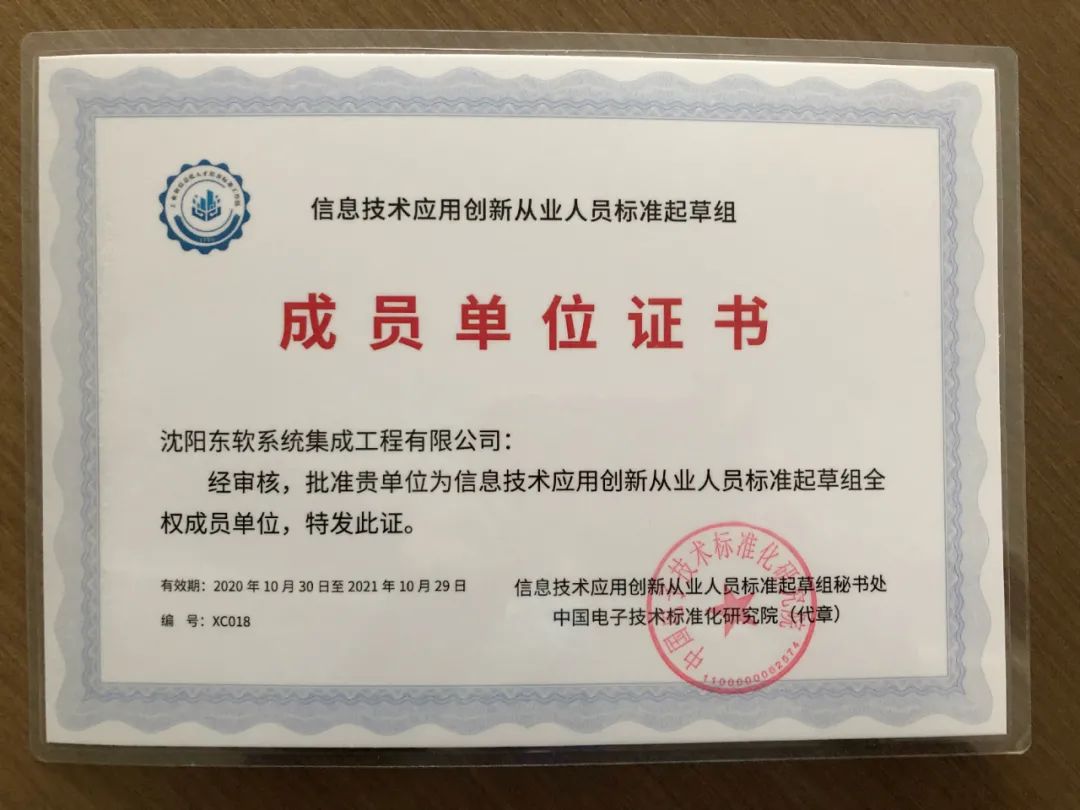 信息技术应用创新从业人员标准起草组
成员单位证书
沈阳东软系统集成工程有限公司：
经审核，批准贵单位为信息技术应用创新从业人员标准起草组全
权成员单位，特发此证。
有效期：2020 年 10 月 30 日至 2021 年 10 月 29 日
编 号：XC018
信息技术应用创新从业人员标准起草组秘书处
中国电子技术标准化研究院（代章）
中国电子技术标准化研究院
1100000082574